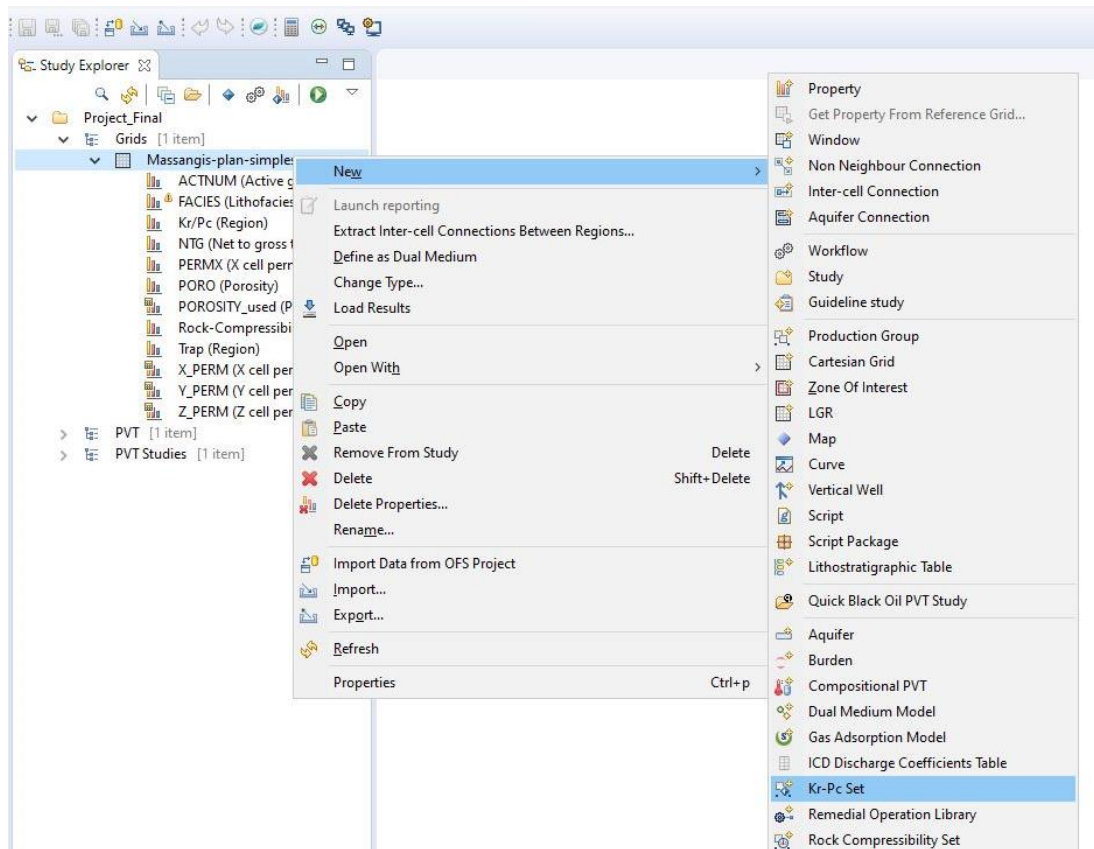 Study Explorer
Project_Final
Grids [1 item]
Massangis-plan-simples
ACTNUM (Active
FACIES (Lithofacies
Kr/Pc (Region)
NTG (Net to gross
PERMX (X cell per
PORO (Porosity)
POROSITY_used (P
Rock-Compressibi
Trap (Region)
X_PERM (X cell per
Y_PERM (Y cell per
Z_PERM (Z cell per
PVT [1 item]
PVT Studies [1 item]
New
Launch reporting
Extract Inter-cell Connections Between Regions...
Define as Dual Medium
Change Type...
Load Results
Open
Open With
Copy
Paste
Remove From Study Delete
Delete Shift+Delete
Delete Properties...
Rename...
Import Data from OFS Project
Import...
Export...
Refresh
Properties Ctrl+p
Property
Get Property From Reference Grid...
Window
Non Neighbour Connection
Inter-cell Connection
Aquifer Connection
Workflow
Study
Guideline study
Production Group
Cartesian Grid
Zone Of Interest
LGR
Map
Curve
Vertical Well
Script
Script Package
Lithostratigraphic Table
Quick Black Oil PVT Study
Aquifer
Burden
Compositional PVT
Dual Medium Model
Gas Adsorption Model
ICD Discharge Coefficients Table
Kr-Pc Set
Remedial Operation Library
Rock Compressibility Set